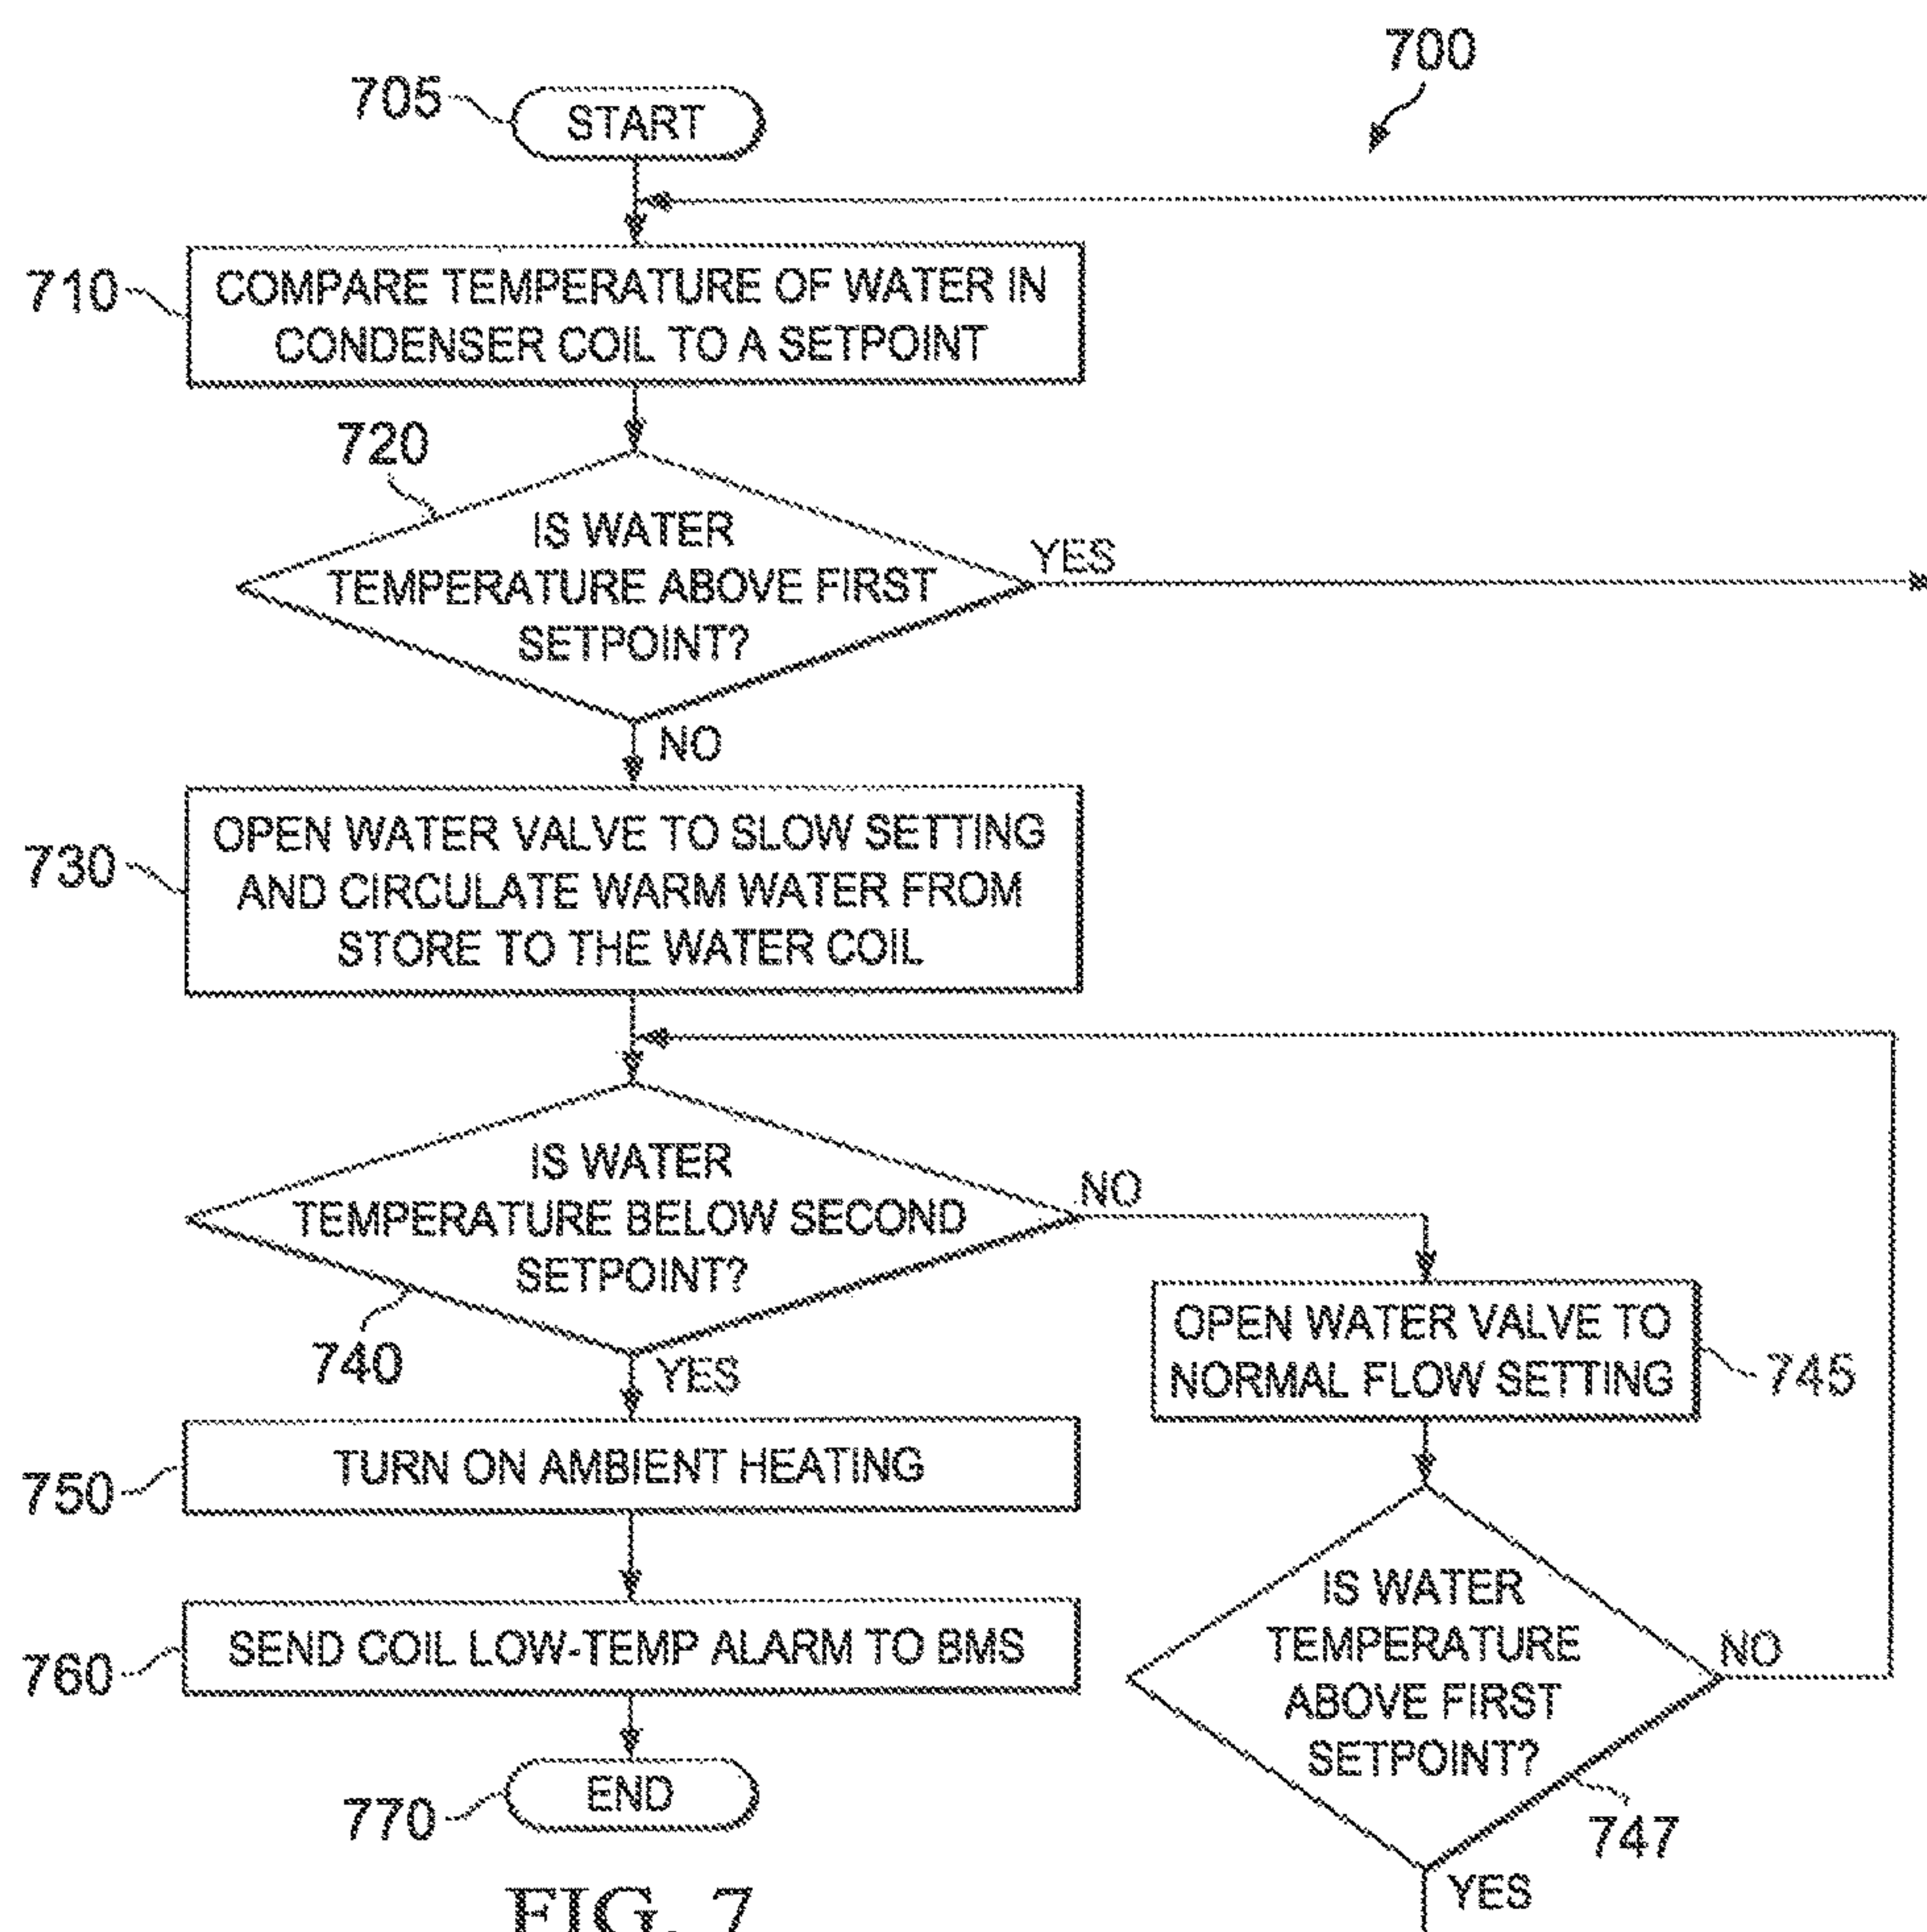 700
705
START
710
COMPARE TEMPERATURE OF WATER IN
CONDENSER COIL TO A SETPOINT
720
IS WATER
TEMPERATURE ABOVE FIRST
SETPOINT?
YES
NO
730
OPEN WATER VALVE TO SLOW SETTING
AND CIRCULATE WARM WATER FROM
STORE TO THE WATER COIL
IS WATER
TEMPERATURE BELOW SECOND
SETPOINT?
NO
740
YES
OPEN WATER VALVE TO
NORMAL FLOW SETTING
745
750
TURN ON AMBIENT HEATING
IS WATER
TEMPERATURE
ABOVE FIRST
SETPOINT?
NO
747
YES
760
SEND COIL LOW-TEMP ALARM TO BMS
770
END
FIG. 7